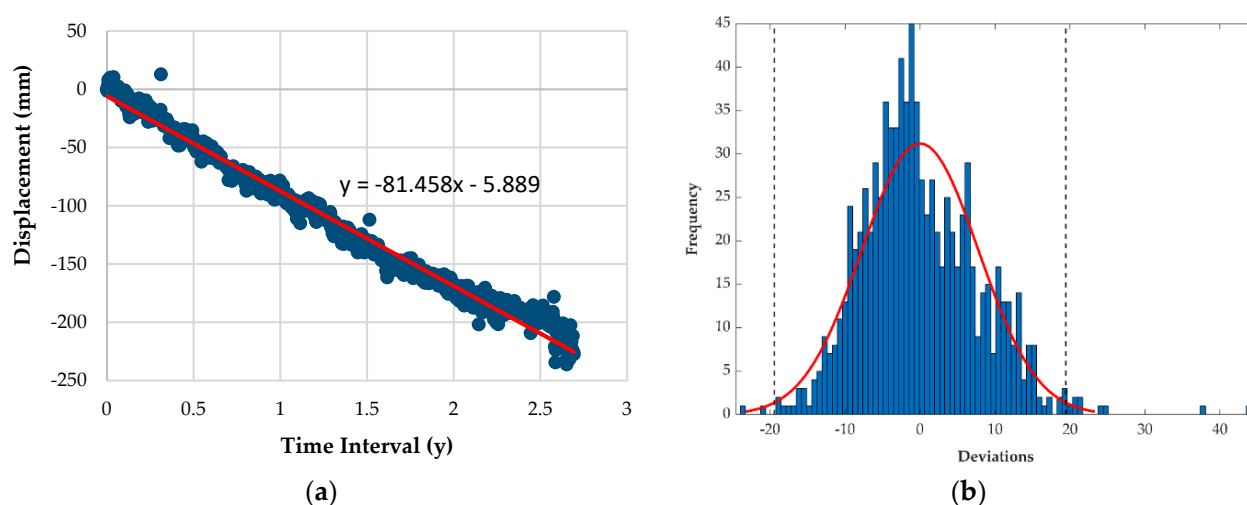 50
0
-50
-100
-150
-200
-250
Displacement (mm)
y = -81.458x - 5.889
0 0.5 1 1.5 2 2.5 3
Time Interval (y)
(a)
45
40
35
30
25
20
15
10
5
0
Frequency
-20 -10 0 10 20 30 40
Deviations
(b)